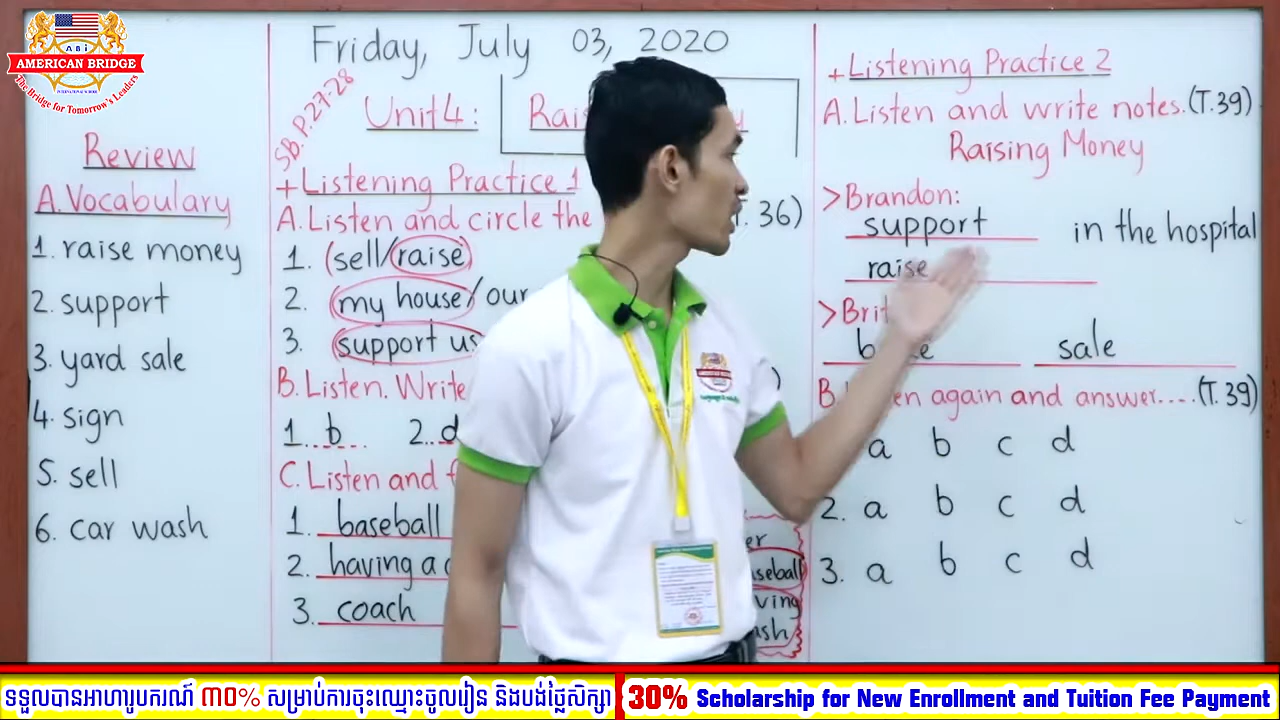 ABi
AMERICAN BRIDGE
INTERNATIONAL SCHOOL
The Bridge for Tomorrow's Leaders
Friday, July 03, 2020
SB.P.27-28
Unit 4:
Review
A. Vocabulary
1. raise money
2. support
3. yard sale
4. sign
5. sell
6. car wash
+ Listening Practice 1
A. Listen and circle the
T. 36)
1. (sell/raise)
2. my house/our
3. support us
B. Listen. Write
1. b 2. d
C. Listen and
1. baseball
2. having a
3. coach
+ Listening Practice 2
A. Listen and write notes. (T.39)
Raising Money
> Brandon:
support in the hospital
raise
sale
again and answer.... (T.39)
a b c d
2. a b c d
3. a b c d
AMERICAN BRIDGE
ទទួលបានអាហារូបករណ៍ ៣០% សម្រាប់ការចុះឈ្មោះចូលរៀន និងបង់ថ្លៃសិក្សា
30% Scholarship for New Enrollment and Tuition Fee Payment